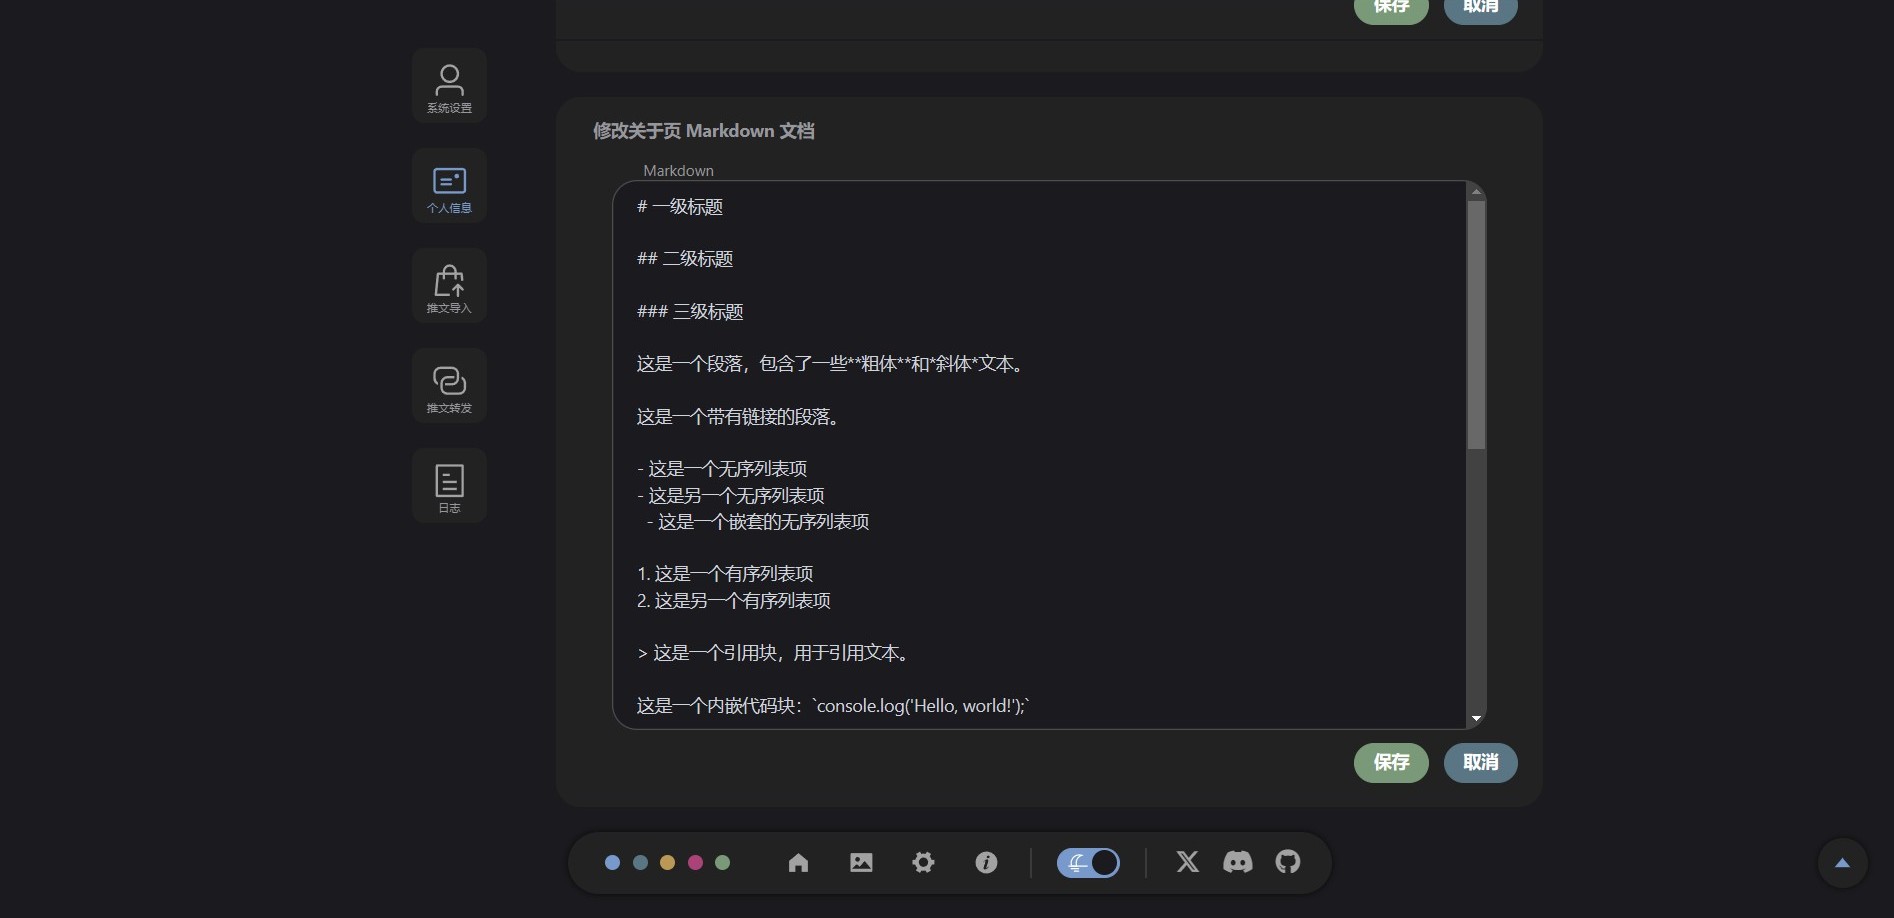 保存 取消
系统设置
个人信息
推文导入
推文转发
日志
修改关于页 Markdown 文档
Markdown
# 一级标题
## 二级标题
### 三级标题
这是一个段落，包含了一些**粗体**和*斜体*文本。
这是一个带有链接的段落。
- 这是一个无序列表项
- 这是另一个无序列表项
  - 这是一个嵌套的无序列表项
1. 这是一个有序列表项
2. 这是另一个有序列表项
> 这是一个引用块，用于引用文本。
这是一个内嵌代码块：`console.log('Hello, world!');`
保存 取消